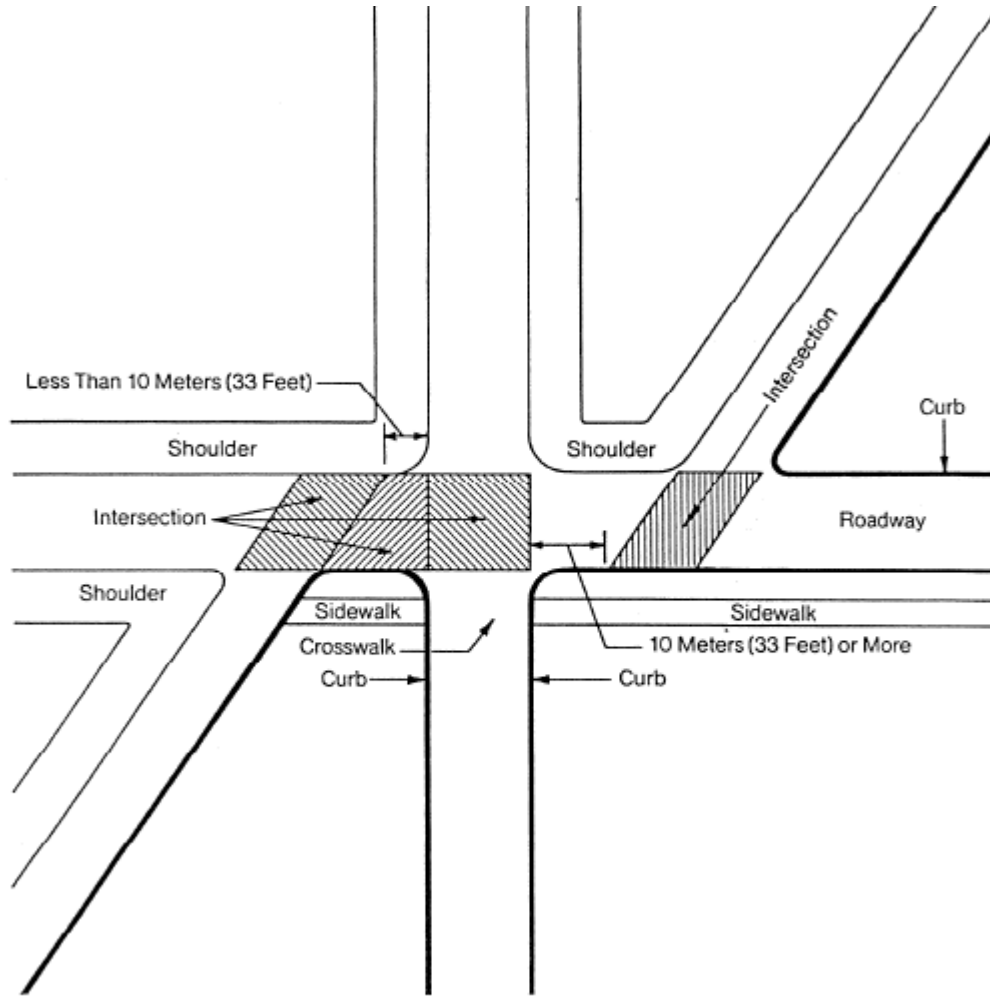 Less Than 10 Meters (33 Feet)
Intersection
Curb
Shoulder
Shoulder
Intersection
Roadway
Shoulder
Sidewalk
Sidewalk
Crosswalk
10 Meters (33 Feet) or More
Curb
Curb